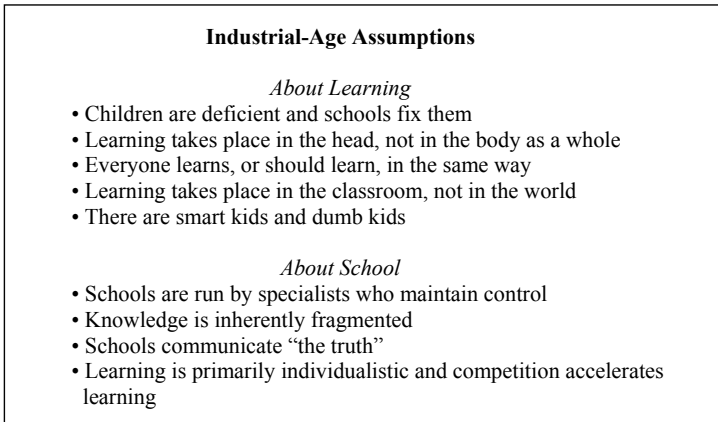 Industrial-Age Assumptions
About Learning
• Children are deficient and schools fix them
• Learning takes place in the head, not in the body as a whole
• Everyone learns, or should learn, in the same way
• Learning takes place in the classroom, not in the world
• There are smart kids and dumb kids
About School
• Schools are run by specialists who maintain control
• Knowledge is inherently fragmented
• Schools communicate “the truth”
• Learning is primarily individualistic and competition accelerates
learning